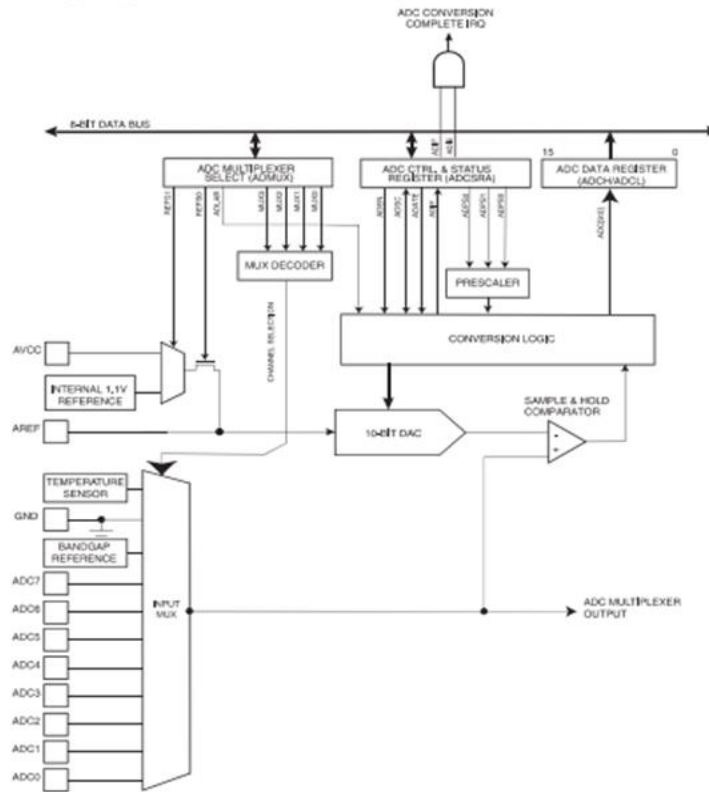 ADC CONVERSION
COMPLETE IRQ
8-BIT DATA BUS
ADIF
ADIE
15
0
ADC MULTIPLEXER
SELECT (ADMUX)
ADC CTRL. & STATUS
REGISTER (ADCSRA)
ADC DATA REGISTER
(ADCH/ADCL)
REFS1
REFS0
ADLAR
MUX3
MUX2
MUX1
MUX0
ADEN
ADSC
ADATE
ADIF
ADPS2
ADPS1
ADPS0
ADC[9:0]
MUX DECODER
PRESCALER
CHANNEL SELECTION
CONVERSION LOGIC
AVCC
INTERNAL 1.1V
REFERENCE
SAMPLE & HOLD
COMPARATOR
AREF
10-BIT DAC
TEMPERATURE
SENSOR
GND
BANDGAP
REFERENCE
ADC7
ADC6
ADC5
ADC4
ADC3
ADC2
ADC1
ADC0
INPUT
MUX
ADC MULTIPLEXER
OUTPUT